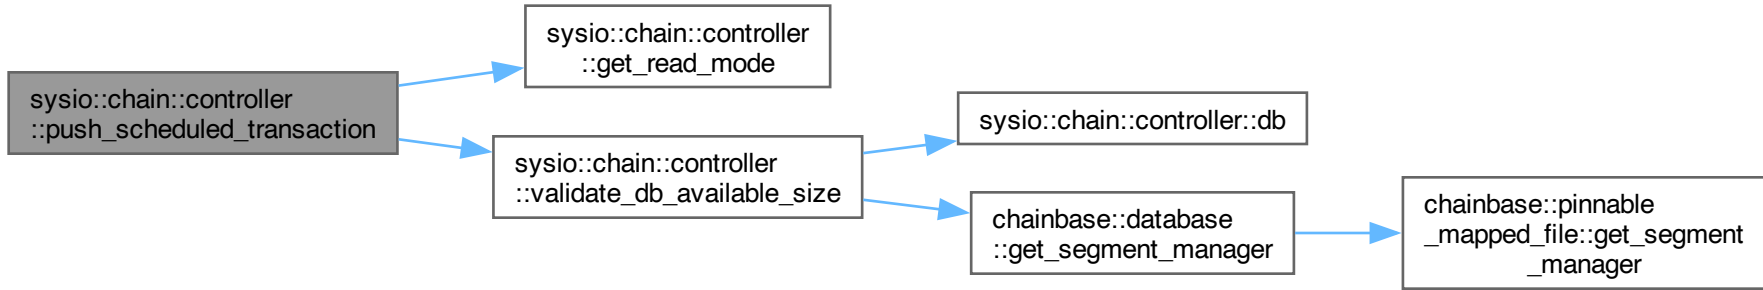 sysio::chain::controller
::push_scheduled_transaction
sysio::chain::controller
::get_read_mode
sysio::chain::controller
::validate_db_available_size
sysio::chain::controller::db
chainbase::database
::get_segment_manager
chainbase::pinnable
_mapped_file::get_segment
_manager